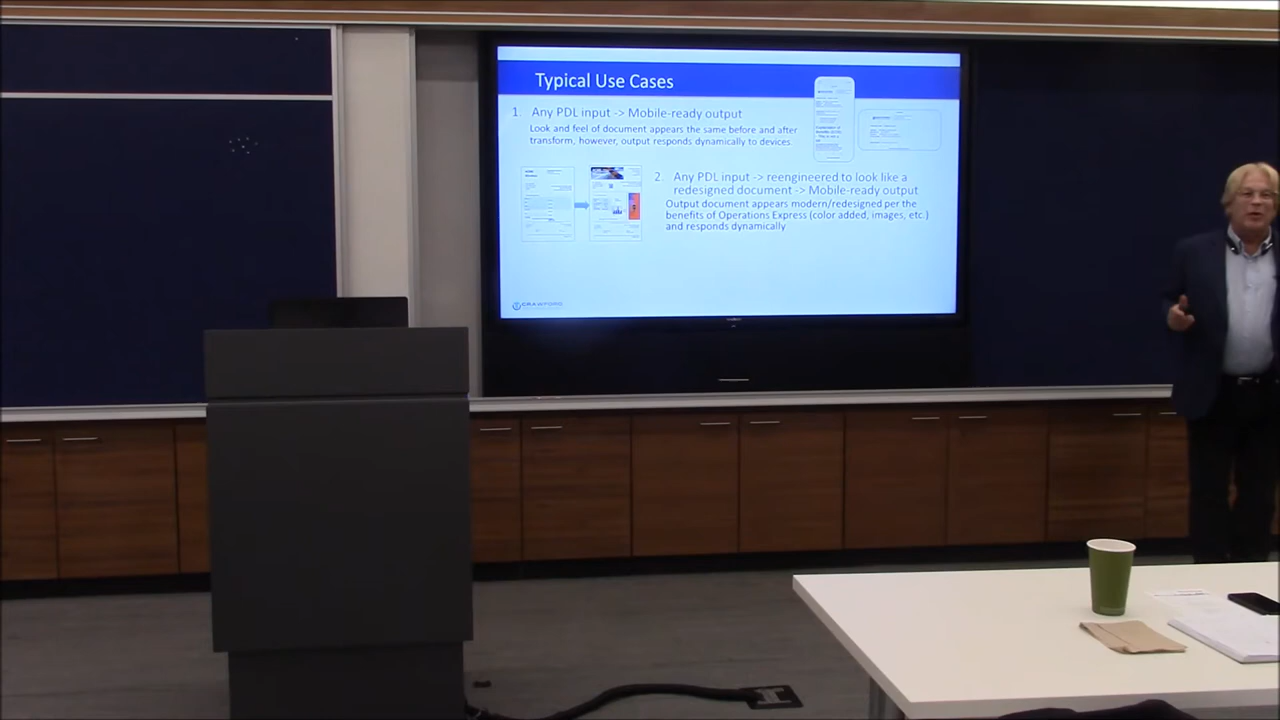 Typical Use Cases
1. Any PDL input -> Mobile-ready output
Look and feel of document appears the same before and after
transform, however, output responds dynamically to devices.
2. Any PDL input -> reengineered to look like a
redesigned document -> Mobile-ready output
Output document appears modern/redesigned per the
benefits of Operations Express (color added, images, etc.)
and responds dynamically
CRAWFORD